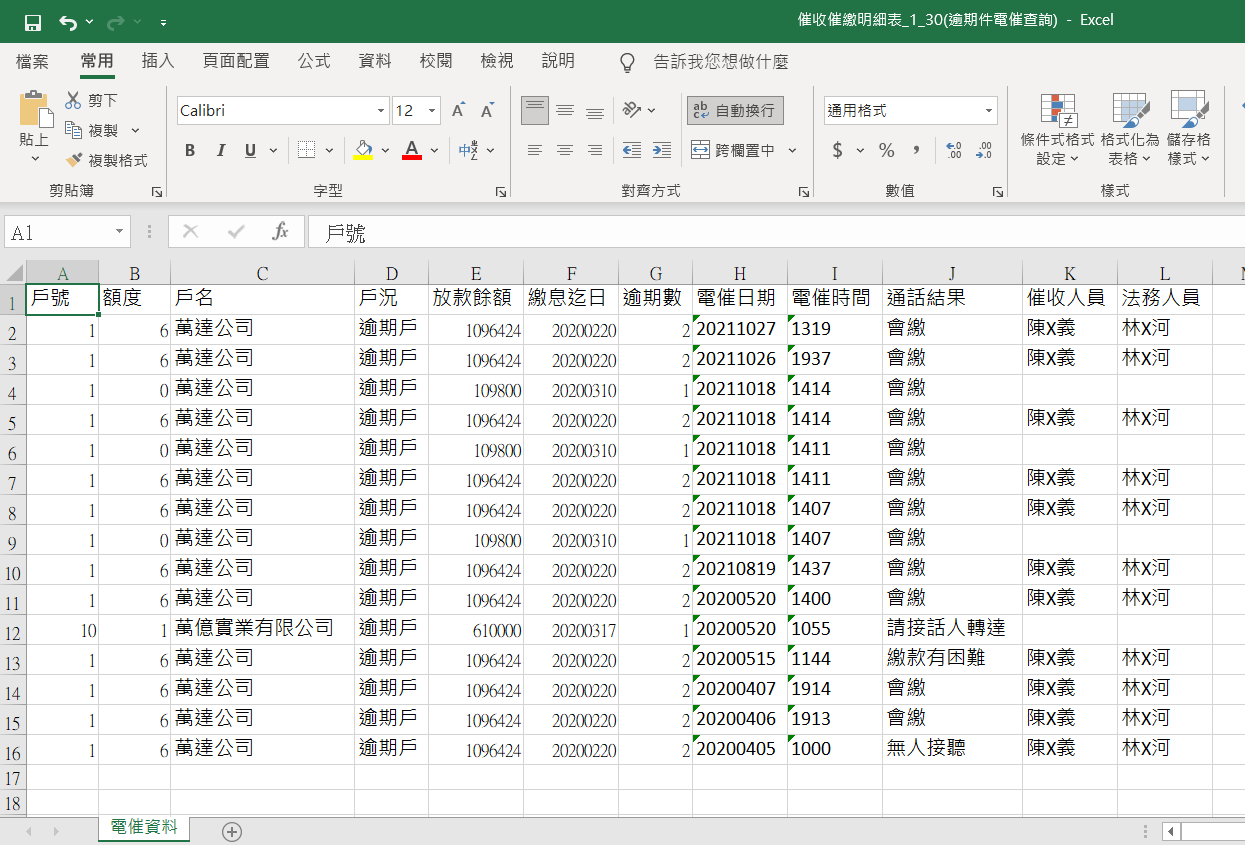 催收催繳明細表_1_30(逾期件電催查詢) - Excel
檔案 常用 插入 頁面配置 公式 資料 校閱 檢視 說明 告訴我您想做什麼
貼上 剪下 複製 複製格式 剪貼簿
Calibri 12 B I U A 中 字型
ab 自動換行 跨欄置中 對齊方式
通用格式 $ % , .00 .0 數值
條件式格式設定 格式化為表格 儲存格樣式 樣式
A1 fx 戶號
A B C D E F G H I J K L
1 戶號 額度 戶名 戶況 放款餘額 繳息迄日 逾期數 電催日期 電催時間 通話結果 催收人員 法務人員
2 1 6 萬達公司 逾期戶 1096424 20200220 2 20211027 1319 會繳 陳X義 林X河
3 1 6 萬達公司 逾期戶 1096424 20200220 2 20211026 1937 會繳 陳X義 林X河
4 1 0 萬達公司 逾期戶 109800 20200310 1 20211018 1414 會繳
5 1 6 萬達公司 逾期戶 1096424 20200220 2 20211018 1414 會繳 陳X義 林X河
6 1 0 萬達公司 逾期戶 109800 20200310 1 20211018 1411 會繳
7 1 6 萬達公司 逾期戶 1096424 20200220 2 20211018 1411 會繳 陳X義 林X河
8 1 6 萬達公司 逾期戶 1096424 20200220 2 20211018 1407 會繳 陳X義 林X河
9 1 0 萬達公司 逾期戶 109800 20200310 1 20211018 1407 會繳
10 1 6 萬達公司 逾期戶 1096424 20200220 2 20210819 1437 會繳 陳X義 林X河
11 1 6 萬達公司 逾期戶 1096424 20200220 2 20200520 1400 會繳 陳X義 林X河
12 10 1 萬億實業有限公司 逾期戶 610000 20200317 1 20200520 1055 請接話人轉達
13 1 6 萬達公司 逾期戶 1096424 20200220 2 20200515 1144 繳款有困難 陳X義 林X河
14 1 6 萬達公司 逾期戶 1096424 20200220 2 20200407 1914 會繳 陳X義 林X河
15 1 6 萬達公司 逾期戶 1096424 20200220 2 20200406 1913 會繳 陳X義 林X河
16 1 6 萬達公司 逾期戶 1096424 20200220 2 20200405 1000 無人接聽 陳X義 林X河
17
18
電催資料